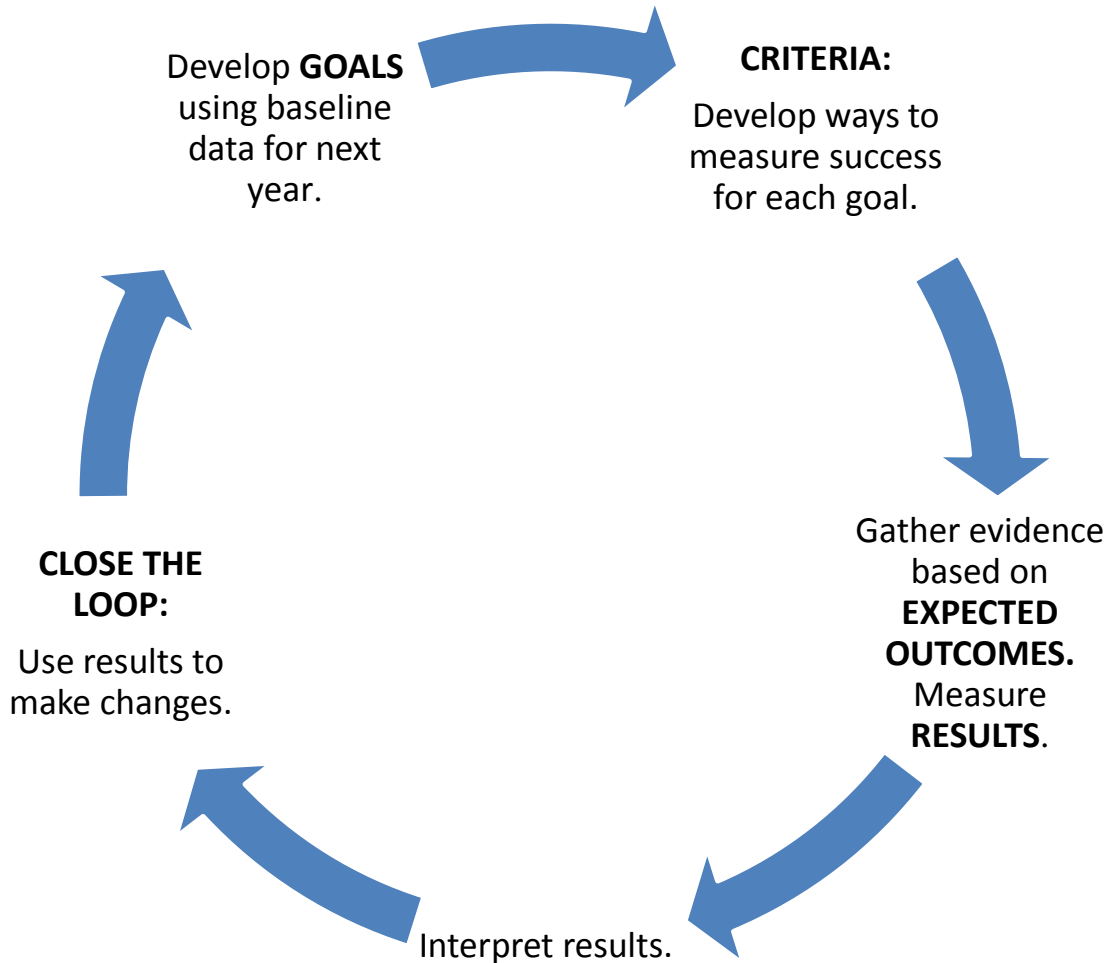 Develop GOALS
using baseline
data for next
year.
CRITERIA:
Develop ways to
measure success
for each goal.
Gather evidence
based on
EXPECTED
OUTCOMES.
Measure
RESULTS.
Interpret results.
CLOSE THE
LOOP:
Use results to
make changes.